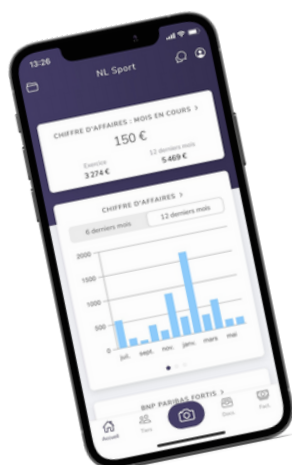 13:26
NL Sport
CHIFFRE D'AFFAIRES : MOIS EN COURS >
150 €
Exercice
12 derniers mois
3 274 €
5 469 €
CHIFFRE D'AFFAIRES >
6 derniers mois
12 derniers mois
2000
1500
1000
500
0
juil. sept. nov. janv. mars mai
BNP PARIBAS FORTIS >
Accueil
Tiers
Docs